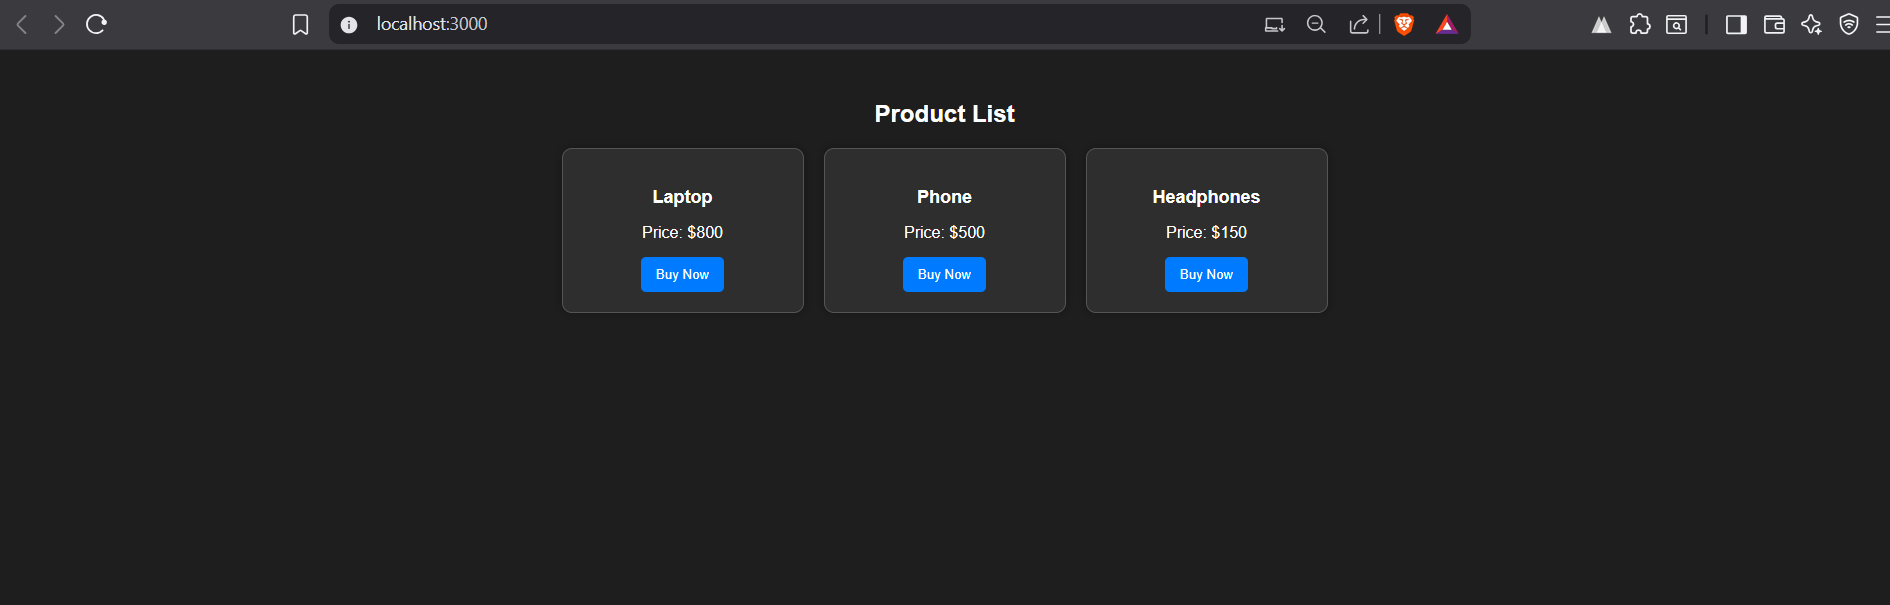 localhost:3000
Product List
Laptop
Price: $800
Buy Now
Phone
Price: $500
Buy Now
Headphones
Price: $150
Buy Now